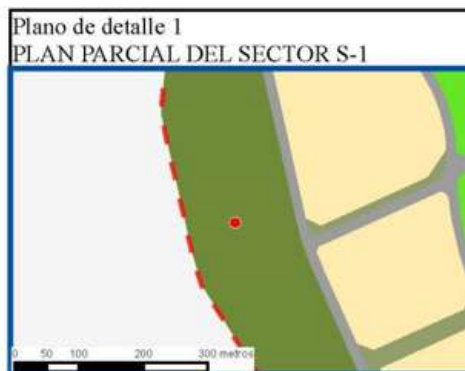 Plano de detalle 1
PLAN PARCIAL DEL SECTOR S-1
0 50 100 200 300 metros